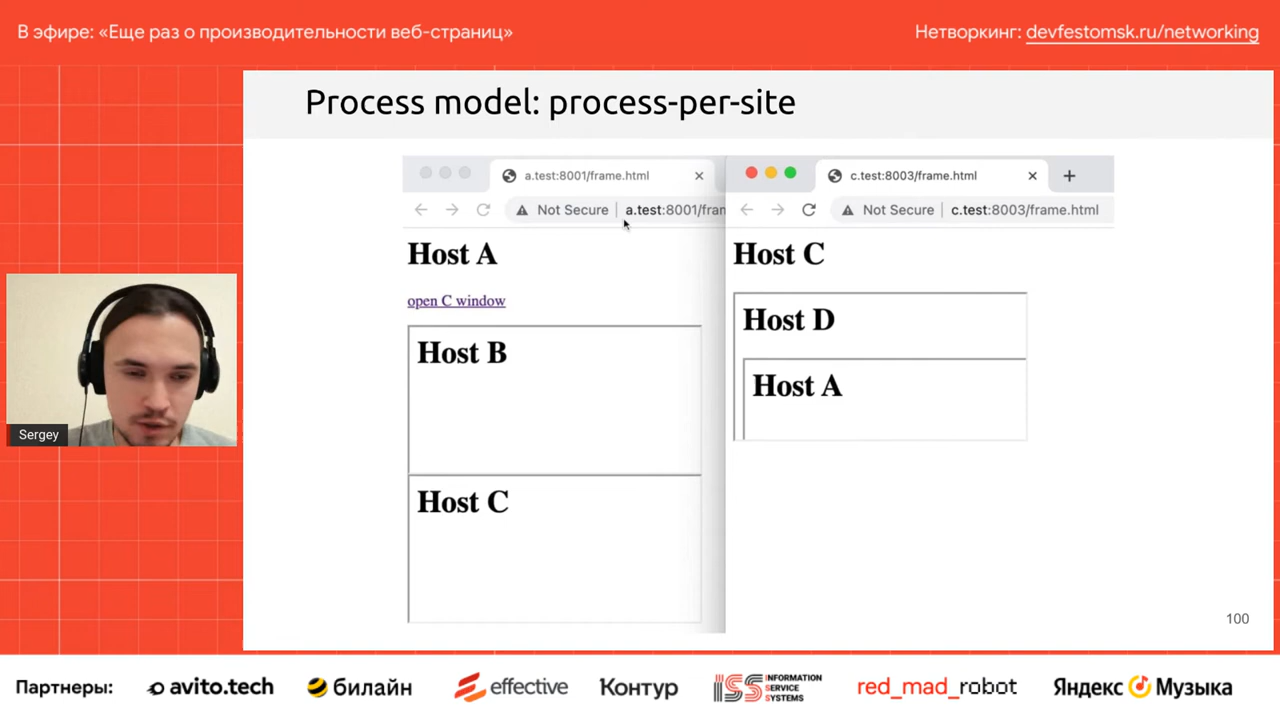 В эфире: «Еще раз о производительности веб-страниц»
Нетворкинг: devfestomsk.ru/networking
Process model: process-per-site
a.test:8001/frame.html
c.test:8003/frame.html
Not Secure
a.test:8001/fran
Not Secure
c.test:8003/frame.html
Host A
open C window
Host B
Host C
Host C
Host D
Host A
Sergey
100
Партнеры:
avito.tech
билайн
effective
Контур
ISS INFORMATION
SERVICE
SYSTEMS
red_mad_robot
Яндекс Музыка